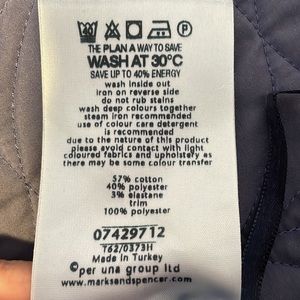 THE PLAN A WAY TO SAVE
WASH AT 30°C
SAVE UP TO 40% ENERGY
wash inside out
iron on reverse side
do not rub stains
wash deep colours together
steam iron recommended
use of colour care detergent
is recommended
due to the nature of this product
please avoid contact with light
coloured fabrics and upholstery as
there may be some colour transfer
57% cotton
40% polyester
3% elastane
trim
100% polyester
07429712
T62/0373H
Made in Turkey
©per una group ltd
www.marksandspencer.com